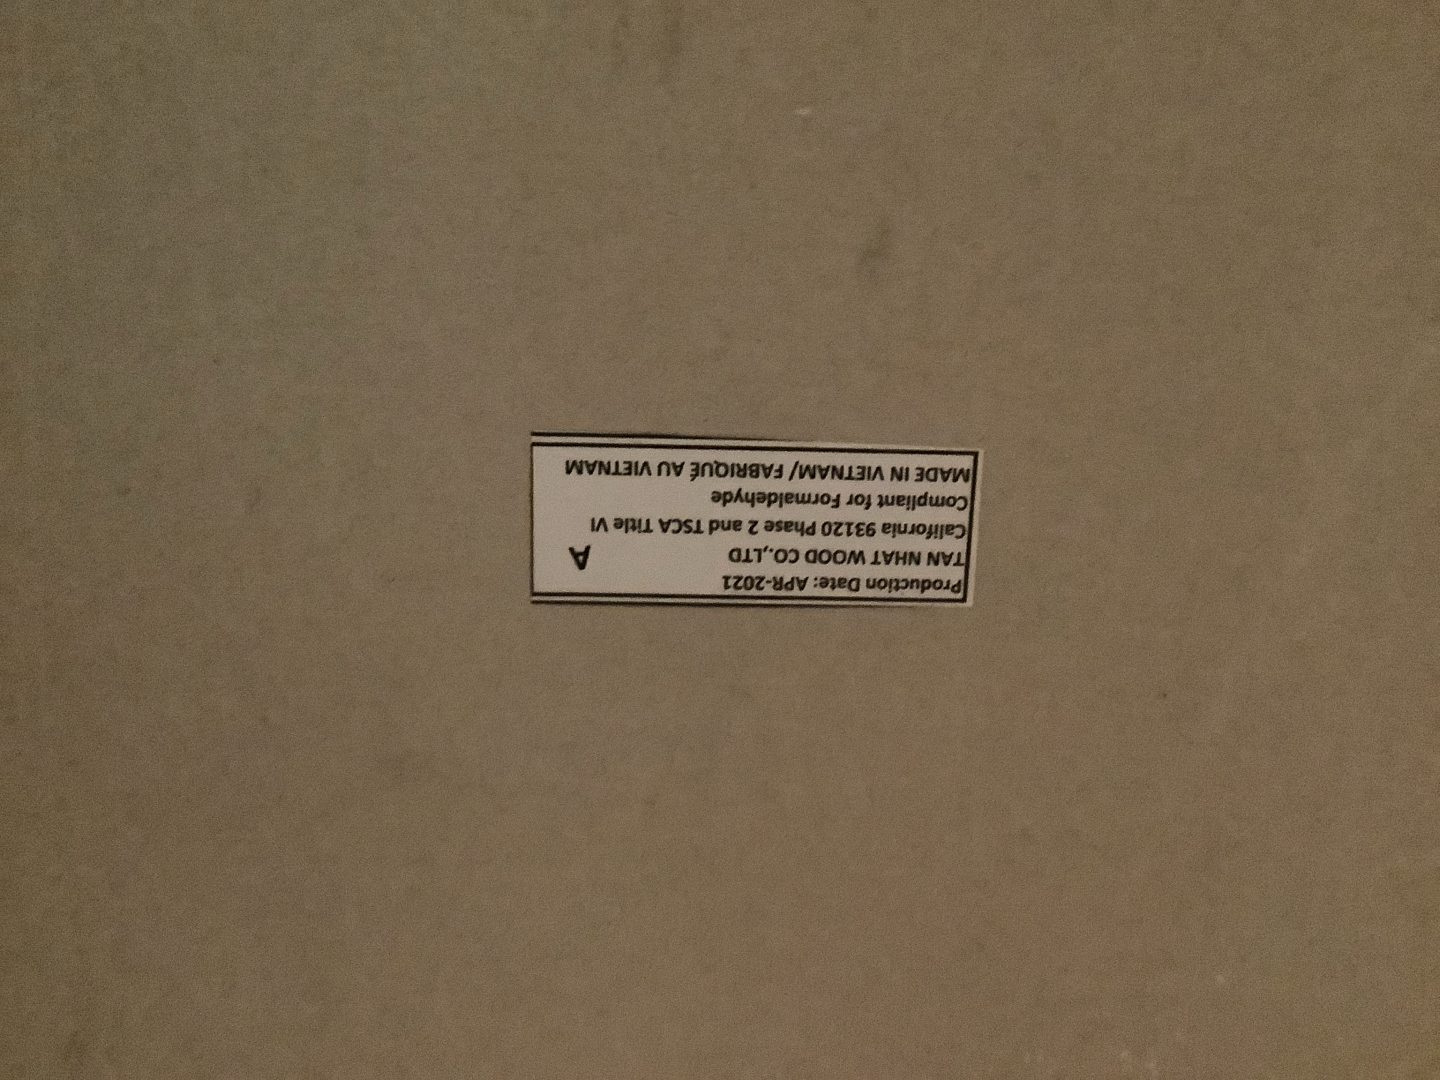 Production Date: APR-2021
TAN NHAT WOOD CO.,LTD A
California 93120 Phase 2 and TSCA Title VI
Compliant for Formaldehyde
MADE IN VIETNAM/ FABRIQUÉ AU VIETNAM